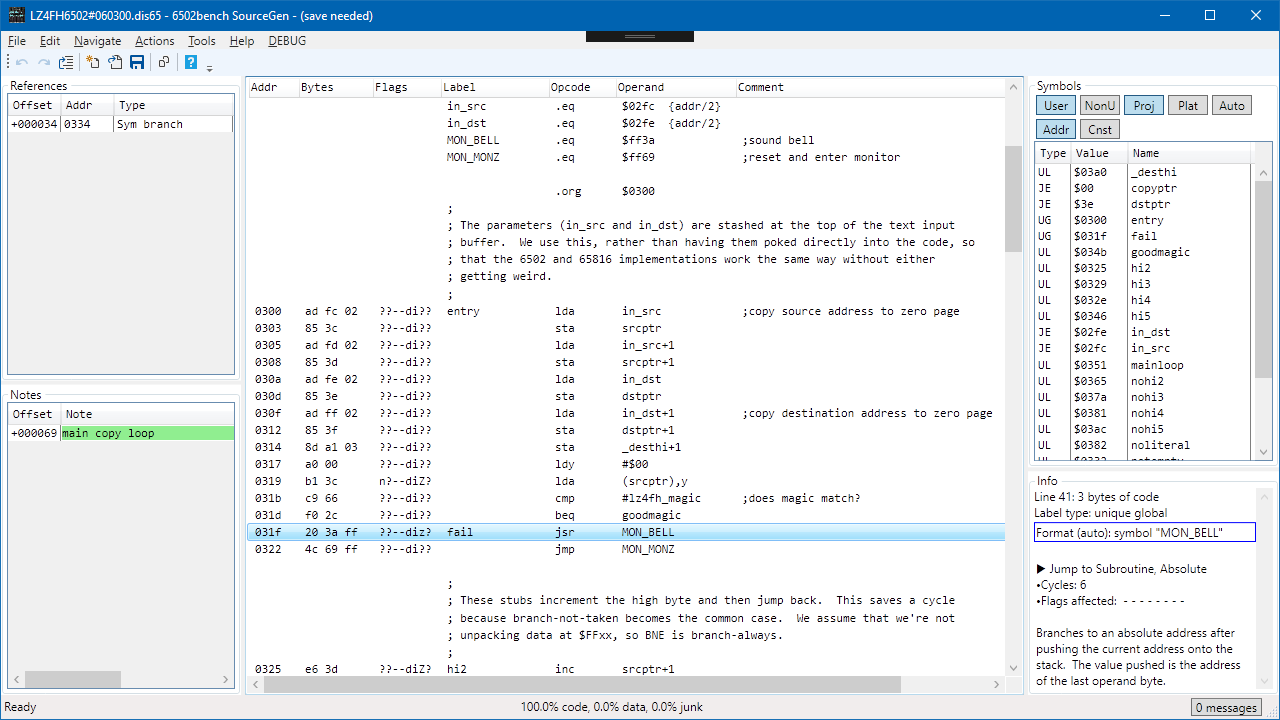 LZ4FH6502#060300.dis65 - 6502bench SourceGen - (save needed)
File Edit Navigate Actions Tools Help DEBUG
References
Offset Addr Type
+000034 0334 Sym branch
Notes
Offset Note
+000069 main copy loop
Addr Bytes Flags Label Opcode Operand Comment
in_src .eq $02fc {addr/2}
in_dst .eq $02fe {addr/2}
MON_BELL .eq $ff3a ;sound bell
MON_MONZ .eq $ff69 ;reset and enter monitor
.org $0300
;
; The parameters (in_src and in_dst) are stashed at the top of the text input
; buffer.  We use this, rather than having them poked directly into the code, so
; that the 6502 and 65816 implementations work the same way without either
; getting weird.
;
0300 ad fc 02 ??--di?? entry lda in_src ;copy source address to zero page
0303 85 3c ??--di?? sta srcptr
0305 ad fd 02 ??--di?? lda in_src+1
0308 85 3d ??--di?? sta srcptr+1
030a ad fe 02 ??--di?? lda in_dst
030d 85 3e ??--di?? sta dstptr
030f ad ff 02 ??--di?? lda in_dst+1 ;copy destination address to zero page
0312 85 3f ??--di?? sta dstptr+1
0314 8d a1 03 ??--di?? sta _desthi+1
0317 a0 00 ??--di?? ldy #$00
0319 b1 3c n?--diZ? lda (srcptr),y
031b c9 66 ??--di?? cmp #lz4fh_magic ;does magic match?
031d f0 2c ??--di?? beq goodmagic
031f 20 3a ff ??--diz? fail jsr MON_BELL
0322 4c 69 ff ??--di?? jmp MON_MONZ
;
; These stubs increment the high byte and then jump back.  This saves a cycle
; because branch-not-taken becomes the common case.  We assume that we're not
; unpacking data at $FFxx, so BNE is branch-always.
;
0325 e6 3d ??--diZ? hi2 inc srcptr+1
Symbols
User NonU Proj Plat Auto
Addr Cnst
Type Value Name
UL $03a0 _desthi
JE $00 copyptr
JE $3e dstptr
UG $0300 entry
UG $031f fail
UL $034b goodmagic
UL $0325 hi2
UL $0329 hi3
UL $032e hi4
UL $0346 hi5
JE $02fe in_dst
JE $02fc in_src
UL $0351 mainloop
UL $0365 nohi2
UL $037a nohi3
UL $0381 nohi4
UL $03ac nohi5
UL $0382 noliteral
Info
Line 41: 3 bytes of code
Label type: unique global
Format (auto): symbol "MON_BELL"
▶ Jump to Subroutine, Absolute
•Cycles: 6
•Flags affected: - - - - - - - -
Branches to an absolute address after
pushing the current address onto the
stack.  The value pushed is the address
of the last operand byte.
Ready 100.0% code, 0.0% data, 0.0% junk 0 messages